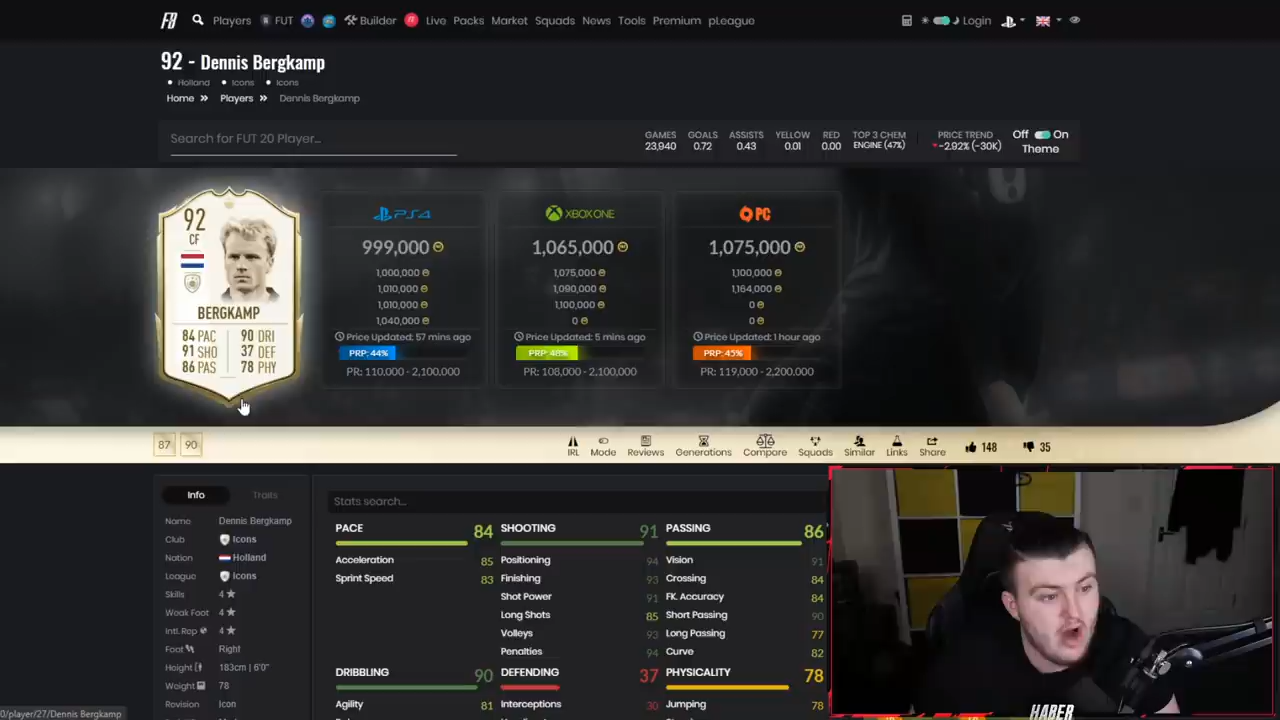 F8 Players FUT Builder Live Packs Market Squads News Tools Premium pLeague Login
92 - Dennis Bergkamp
Holland Icons Icons
Home » Players » Dennis Bergkamp
Search for FUT 20 Player...
GAMES GOALS ASSISTS YELLOW RED TOP 3 CHEM PRICE TREND Off On
23,940 0.72 0.43 0.01 0.00 ENGINE (47%) -2.92% (-30K) Theme
92
CF
BERGKAMP
84 PAC 90 DRI
91 SHO 37 DEF
86 PAS 78 PHY
PS4
999,000
1,000,000
1,010,000
1,010,000
1,040,000
Price Updated: 57 mins ago
PRP: 44%
PR: 110,000 - 2,100,000
XBOX ONE
1,065,000
1,075,000
1,090,000
1,100,000
0
Price Updated: 5 mins ago
PRP: 48%
PR: 108,000 - 2,100,000
PC
1,075,000
1,100,000
1,164,000
0
0
Price Updated: 1 hour ago
PRP: 45%
PR: 119,000 - 2,200,000
87 90
IRL Mode Reviews Generations Compare Squads Similar Links Share 148 35
Info Traits
Name Dennis Bergkamp
Club Icons
Nation Holland
League Icons
Skills 4
Weak Foot 4
Intl. Rep 4
Foot Right
Height 183cm | 6'0"
Weight 78
Revision Icon
Stats search...
PACE 84
Acceleration 85
Sprint Speed 83
SHOOTING 91
Positioning 94
Finishing 93
Shot Power 91
Long Shots 85
Volleys 93
Penalties 94
PASSING 86
Vision 91
Crossing 84
FK. Accuracy 84
Short Passing 90
Long Passing 77
Curve 82
DRIBBLING 90
Agility 81
DEFENDING 37
Interceptions 30
PHYSICALITY 78
Jumping 78
0/player/27/Dennis Bergkamp
HABER